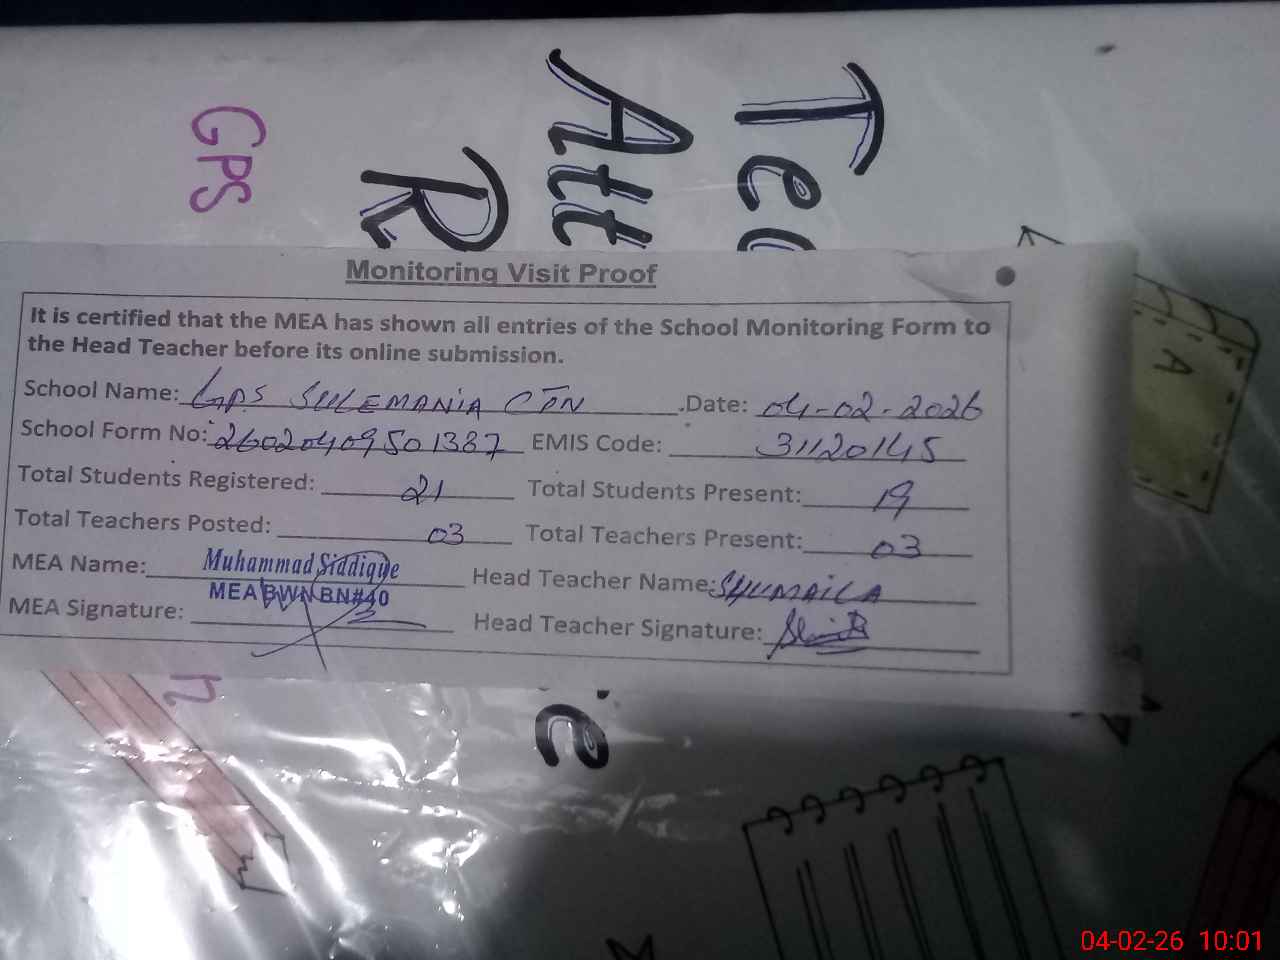 Tea
Att
R
GPS
Monitoring Visit Proof
It is certified that the MEA has shown all entries of the School Monitoring Form to
the Head Teacher before its online submission.
School Name: GPS SULEMANIA CTN Date: 04-02-2026
School Form No: 26020409501387 EMIS Code: 31120145
Total Students Registered: 21 Total Students Present: 19
Total Teachers Posted: 03 Total Teachers Present: 03
MEA Name: Muhammad Siddique Head Teacher Name: SHUMAILA
MEA BWN BN#40
MEA Signature: Head Teacher Signature:
A
04-02-26 10:01